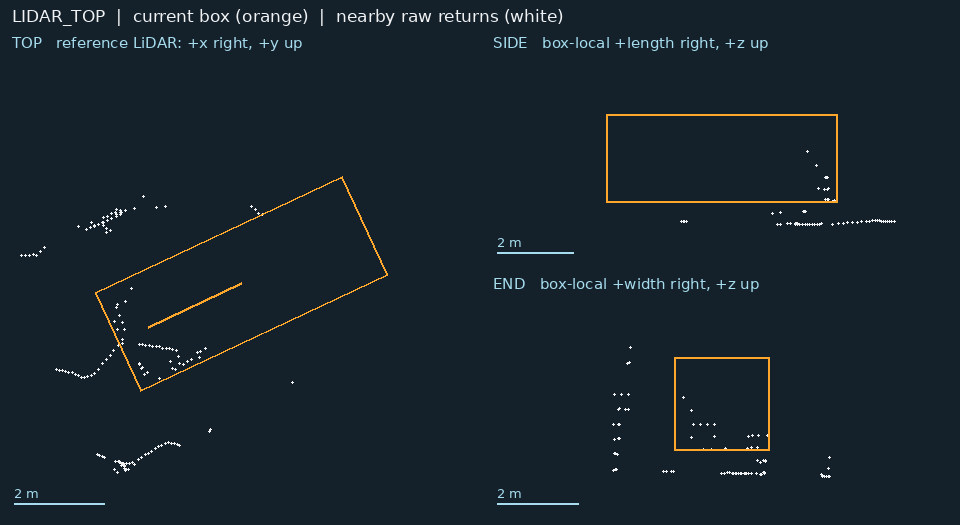 LIDAR_TOP | current box (orange) | nearby raw returns (white)
TOP reference LiDAR: +x right, +y up
SIDE box-local +length right, +z up
2 m
END box-local +width right, +z up
2 m
2 m